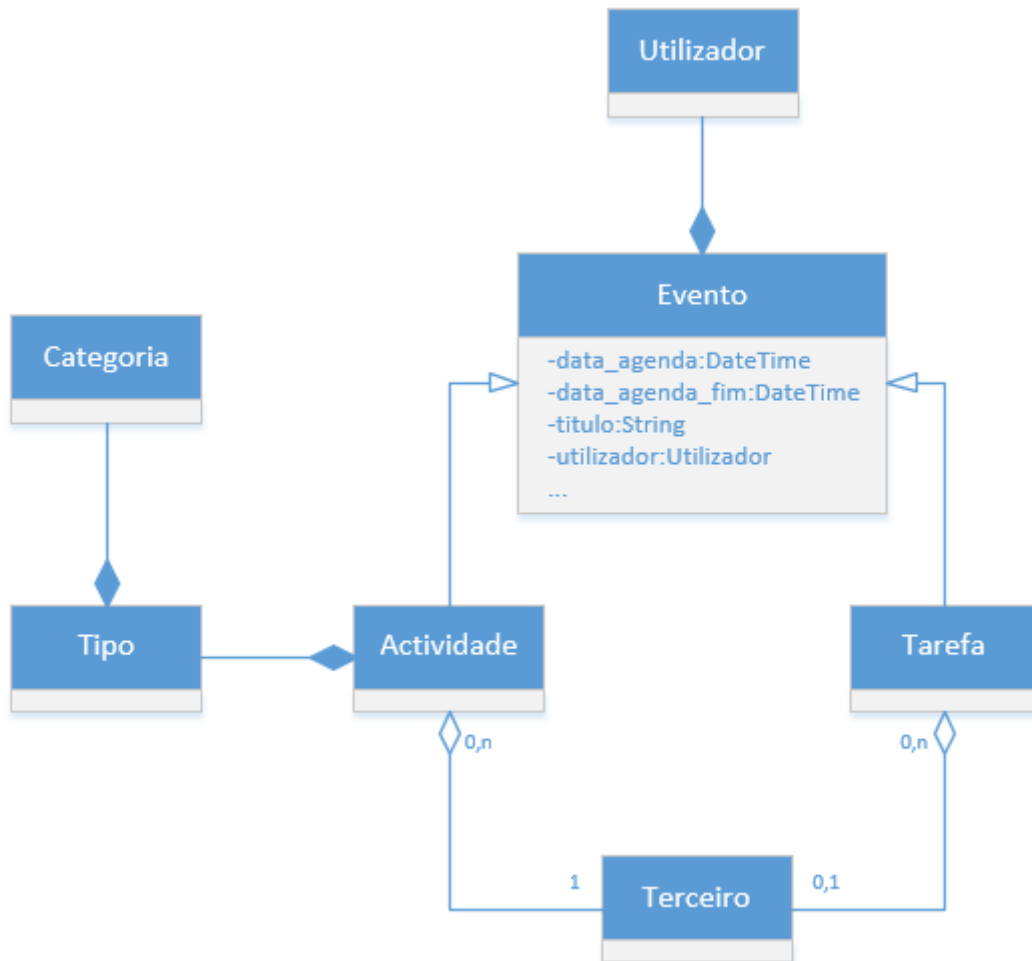 Utilizador
Evento
-data_agenda:DateTime
-data_agenda_fim:DateTime
-titulo:String
-utilizador:Utilizador
...
Categoria
Tipo
Actividade
Tarefa
0,n
0,n
1
Terceiro
0,1